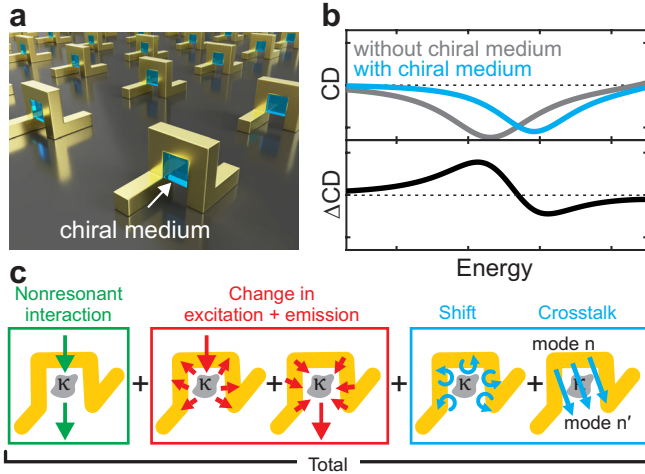 a
chiral medium
b
without chiral medium
with chiral medium
CD
ΔCD
Energy
c
Nonresonant
interaction
Change in
excitation + emission
Shift
Crosstalk
κ
+
κ
+
κ
+
κ
+
mode n
κ
mode n′
Total